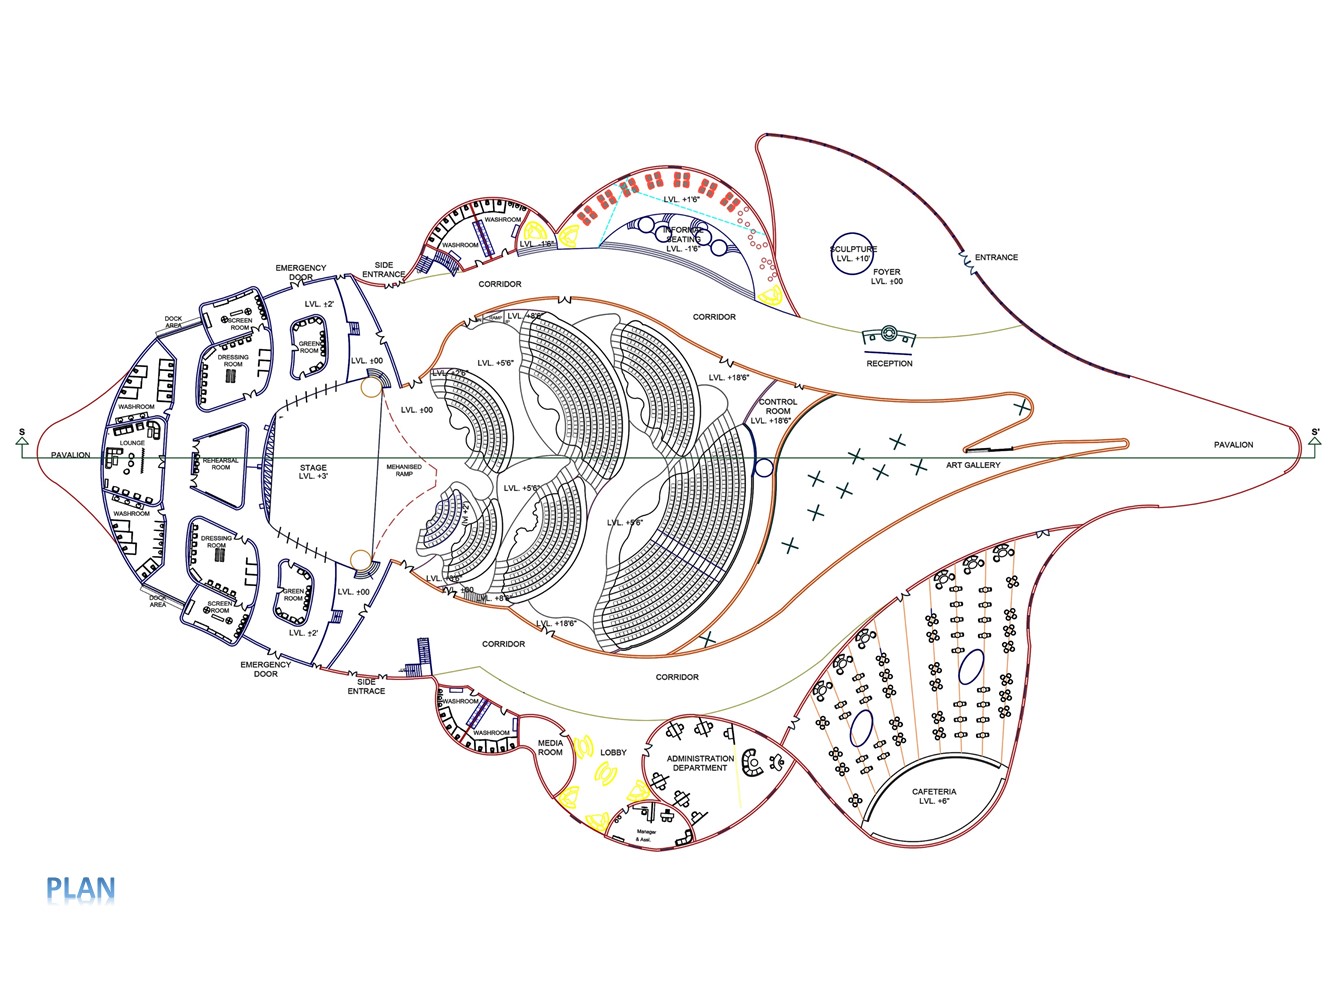 LVL. +1'6"
WASHROOM
WASHROOM
LVL. -1'6"
INFORMAL
SEATING
LVL. -1'6"
SCULPTURE
LVL. +10'
FOYER
LVL. ±00
ENTRANCE
SIDE
ENTRANCE
EMERGENCY
DOOR
CORRIDOR
CORRIDOR
RECEPTION
DOCK
AREA
SCREEN
ROOM
LVL. ±2'
GREEN
ROOM
DRESSING
ROOM
LVL. ±00
RAMP
LVL. +8'6"
LVL. +5'6"
LVL. +18'6"
LVL. ±00
CONTROL
ROOM
LVL. +18'6"
WASHROOM
LOUNGE
S
S'
PAVALION
PAVALION
REHEARSAL
ROOM
STAGE
LVL. +3'
MEHANISED
RAMP
ART GALLERY
LVL. +5'6"
LVL +2'
LVL. +5'6"
WASHROOM
DRESSING
ROOM
DOCK
AREA
SCREEN
ROOM
GREEN
ROOM
LVL. ±00
LVL. ±2'
LVL. +8'6"
LVL. +18'6"
EMERGENCY
DOOR
SIDE
ENTRACE
CORRIDOR
CORRIDOR
WASHROOM
WASHROOM
MEDIA
ROOM
LOBBY
ADMINISTRATION
DEPARTMENT
Manager
& Asst.
CAFETERIA
LVL. +6"
PLAN